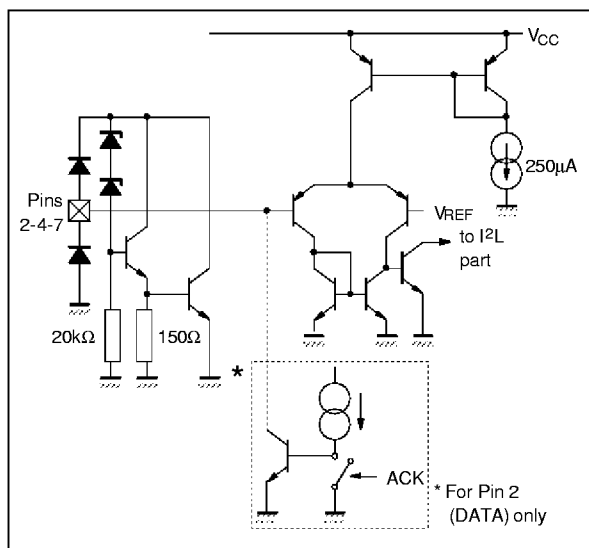 VCC
250µA
Pins
2-4-7
VREF
to I²L
part
20kΩ
150Ω
*
ACK
* For Pin 2
(DATA) only